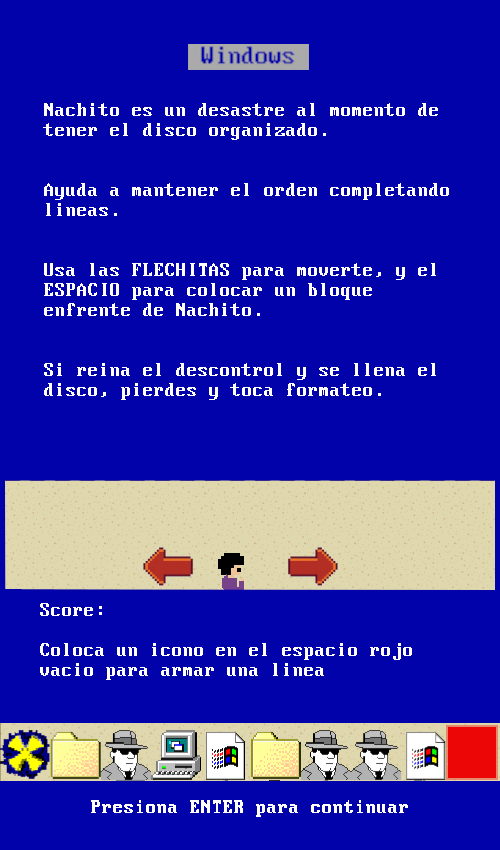 Windows
Nachito es un desastre al momento de
tener el disco organizado.
Ayuda a mantener el orden completando
lineas.
Usa las FLECHITAS para moverte, y el
ESPACIO para colocar un bloque
enfrente de Nachito.
Si reina el descontrol y se llena el
disco, pierdes y toca formateo.
Score:
Coloca un icono en el espacio rojo
vacio para armar una linea
Presiona ENTER para continuar